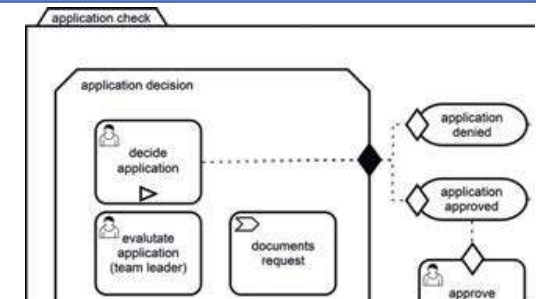 application check
application decision
decide
application
evalutate
application
(team leader)
documents
request
application
denied
application
approved
approve